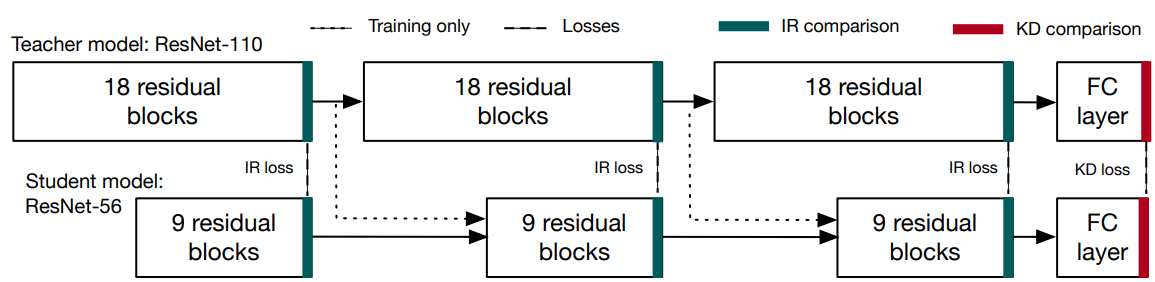 Training only
Losses
IR comparison
KD comparison
Teacher model: ResNet-110
18 residual
blocks
18 residual
blocks
18 residual
blocks
FC
layer
IR loss
IR loss
IR loss
KD loss
Student model:
ResNet-56
9 residual
blocks
9 residual
blocks
9 residual
blocks
FC
layer